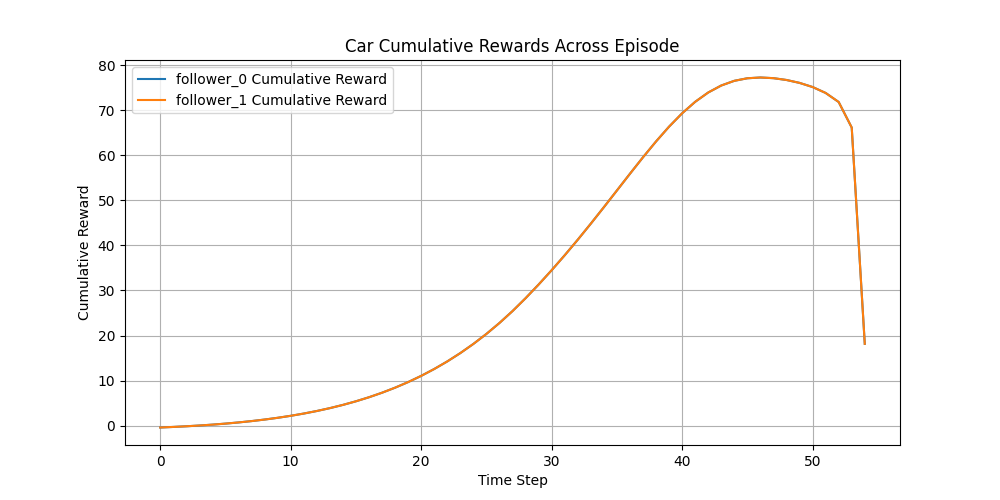 Car Cumulative Rewards Across Episode
follower_0 Cumulative Reward
follower_1 Cumulative Reward
Cumulative Reward
80
70
60
50
40
30
20
10
0
0 10 20 30 40 50
Time Step